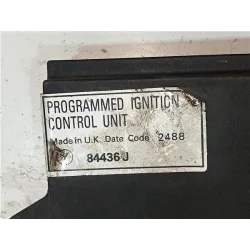 PROGRAMMED IGNITION
CONTROL UNIT
Made in U.K. Date Code 2488
84436 J